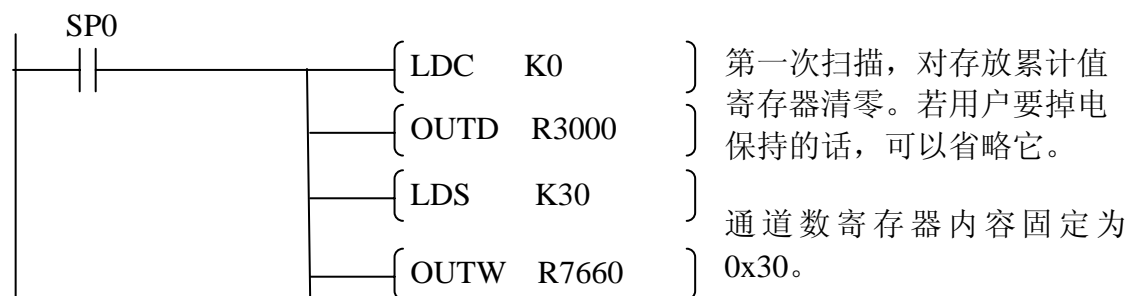 SP0
LDC K0
OUTD R3000
LDS K30
OUTW R7660
第一次扫描，对存放累计值
寄存器清零。若用户要掉电
保持的话，可以省略它。
通道数寄存器内容固定为
0x30。